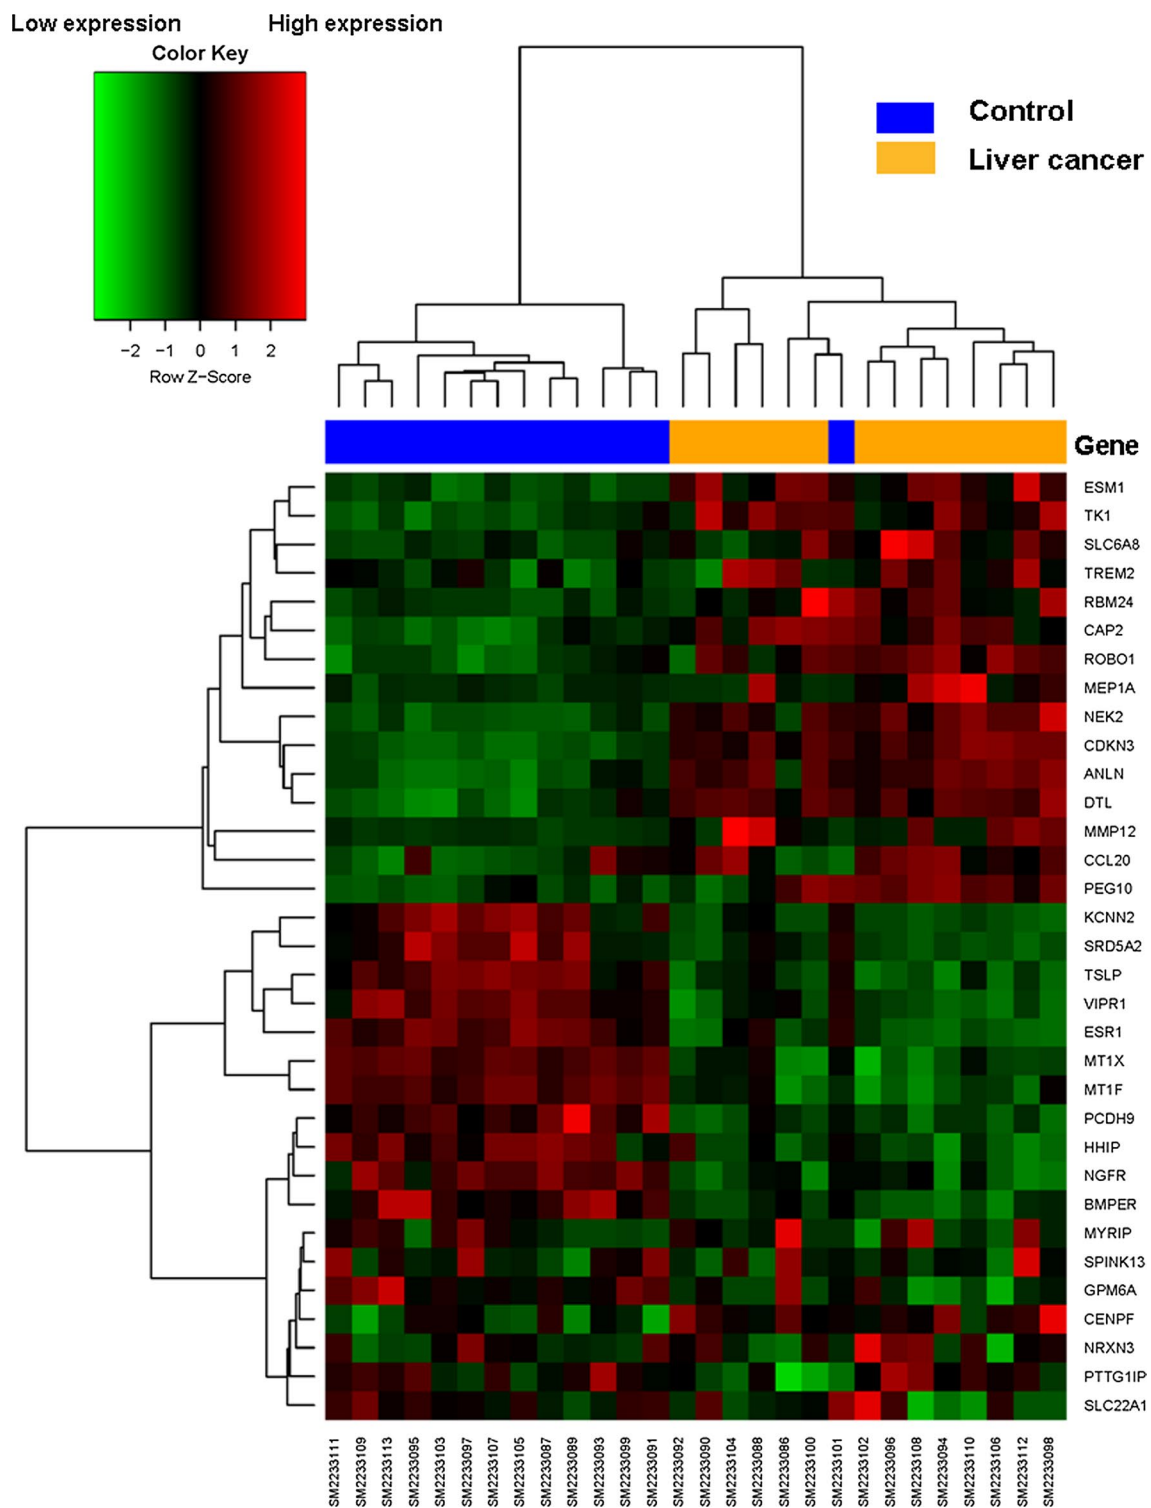 Low expression
High expression
Color Key
−2 −1 0 1 2
Row Z−Score
Control
Liver cancer
Gene
ESM1
TK1
SLC6A8
TREM2
RBM24
CAP2
ROBO1
MEP1A
NEK2
CDKN3
ANLN
DTL
MMP12
CCL20
PEG10
KCNN2
SRD5A2
TSLP
VIPR1
ESR1
MT1X
MT1F
PCDH9
HHIP
NGFR
BMPER
MYRIP
SPINK13
GPM6A
CENPF
NRXN3
PTTG1IP
SLC22A1
SM2233111
SM2233109
SM2233113
SM2233095
SM2233103
SM2233097
SM2233107
SM2233105
SM2233087
SM2233089
SM2233093
SM2233099
SM2233091
SM2233092
SM2233090
SM2233104
SM2233088
SM2233086
SM2233100
SM2233101
SM2233102
SM2233096
SM2233108
SM2233094
SM2233110
SM2233106
SM2233112
SM2233098